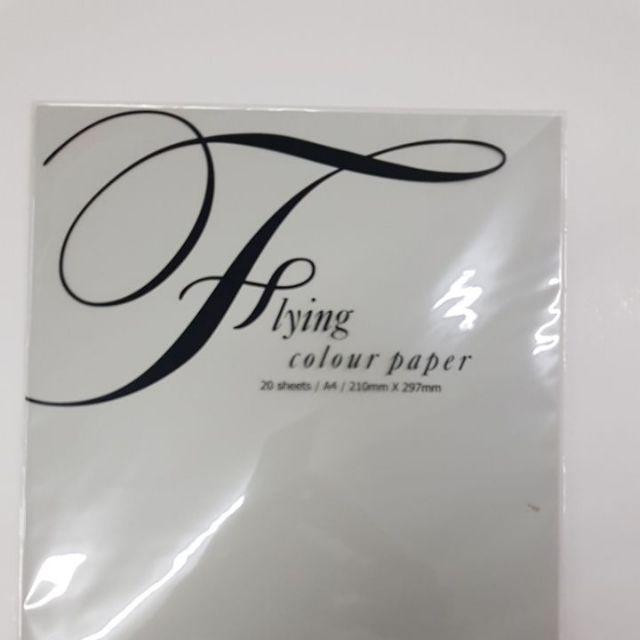 Flying
colour paper
20 sheets / A4 / 210mm X 297mm